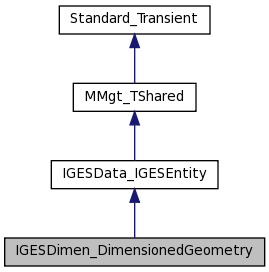 Standard_Transient
MMgt_TShared
IGESData_IGESEntity
IGESDimen_DimensionedGeometry